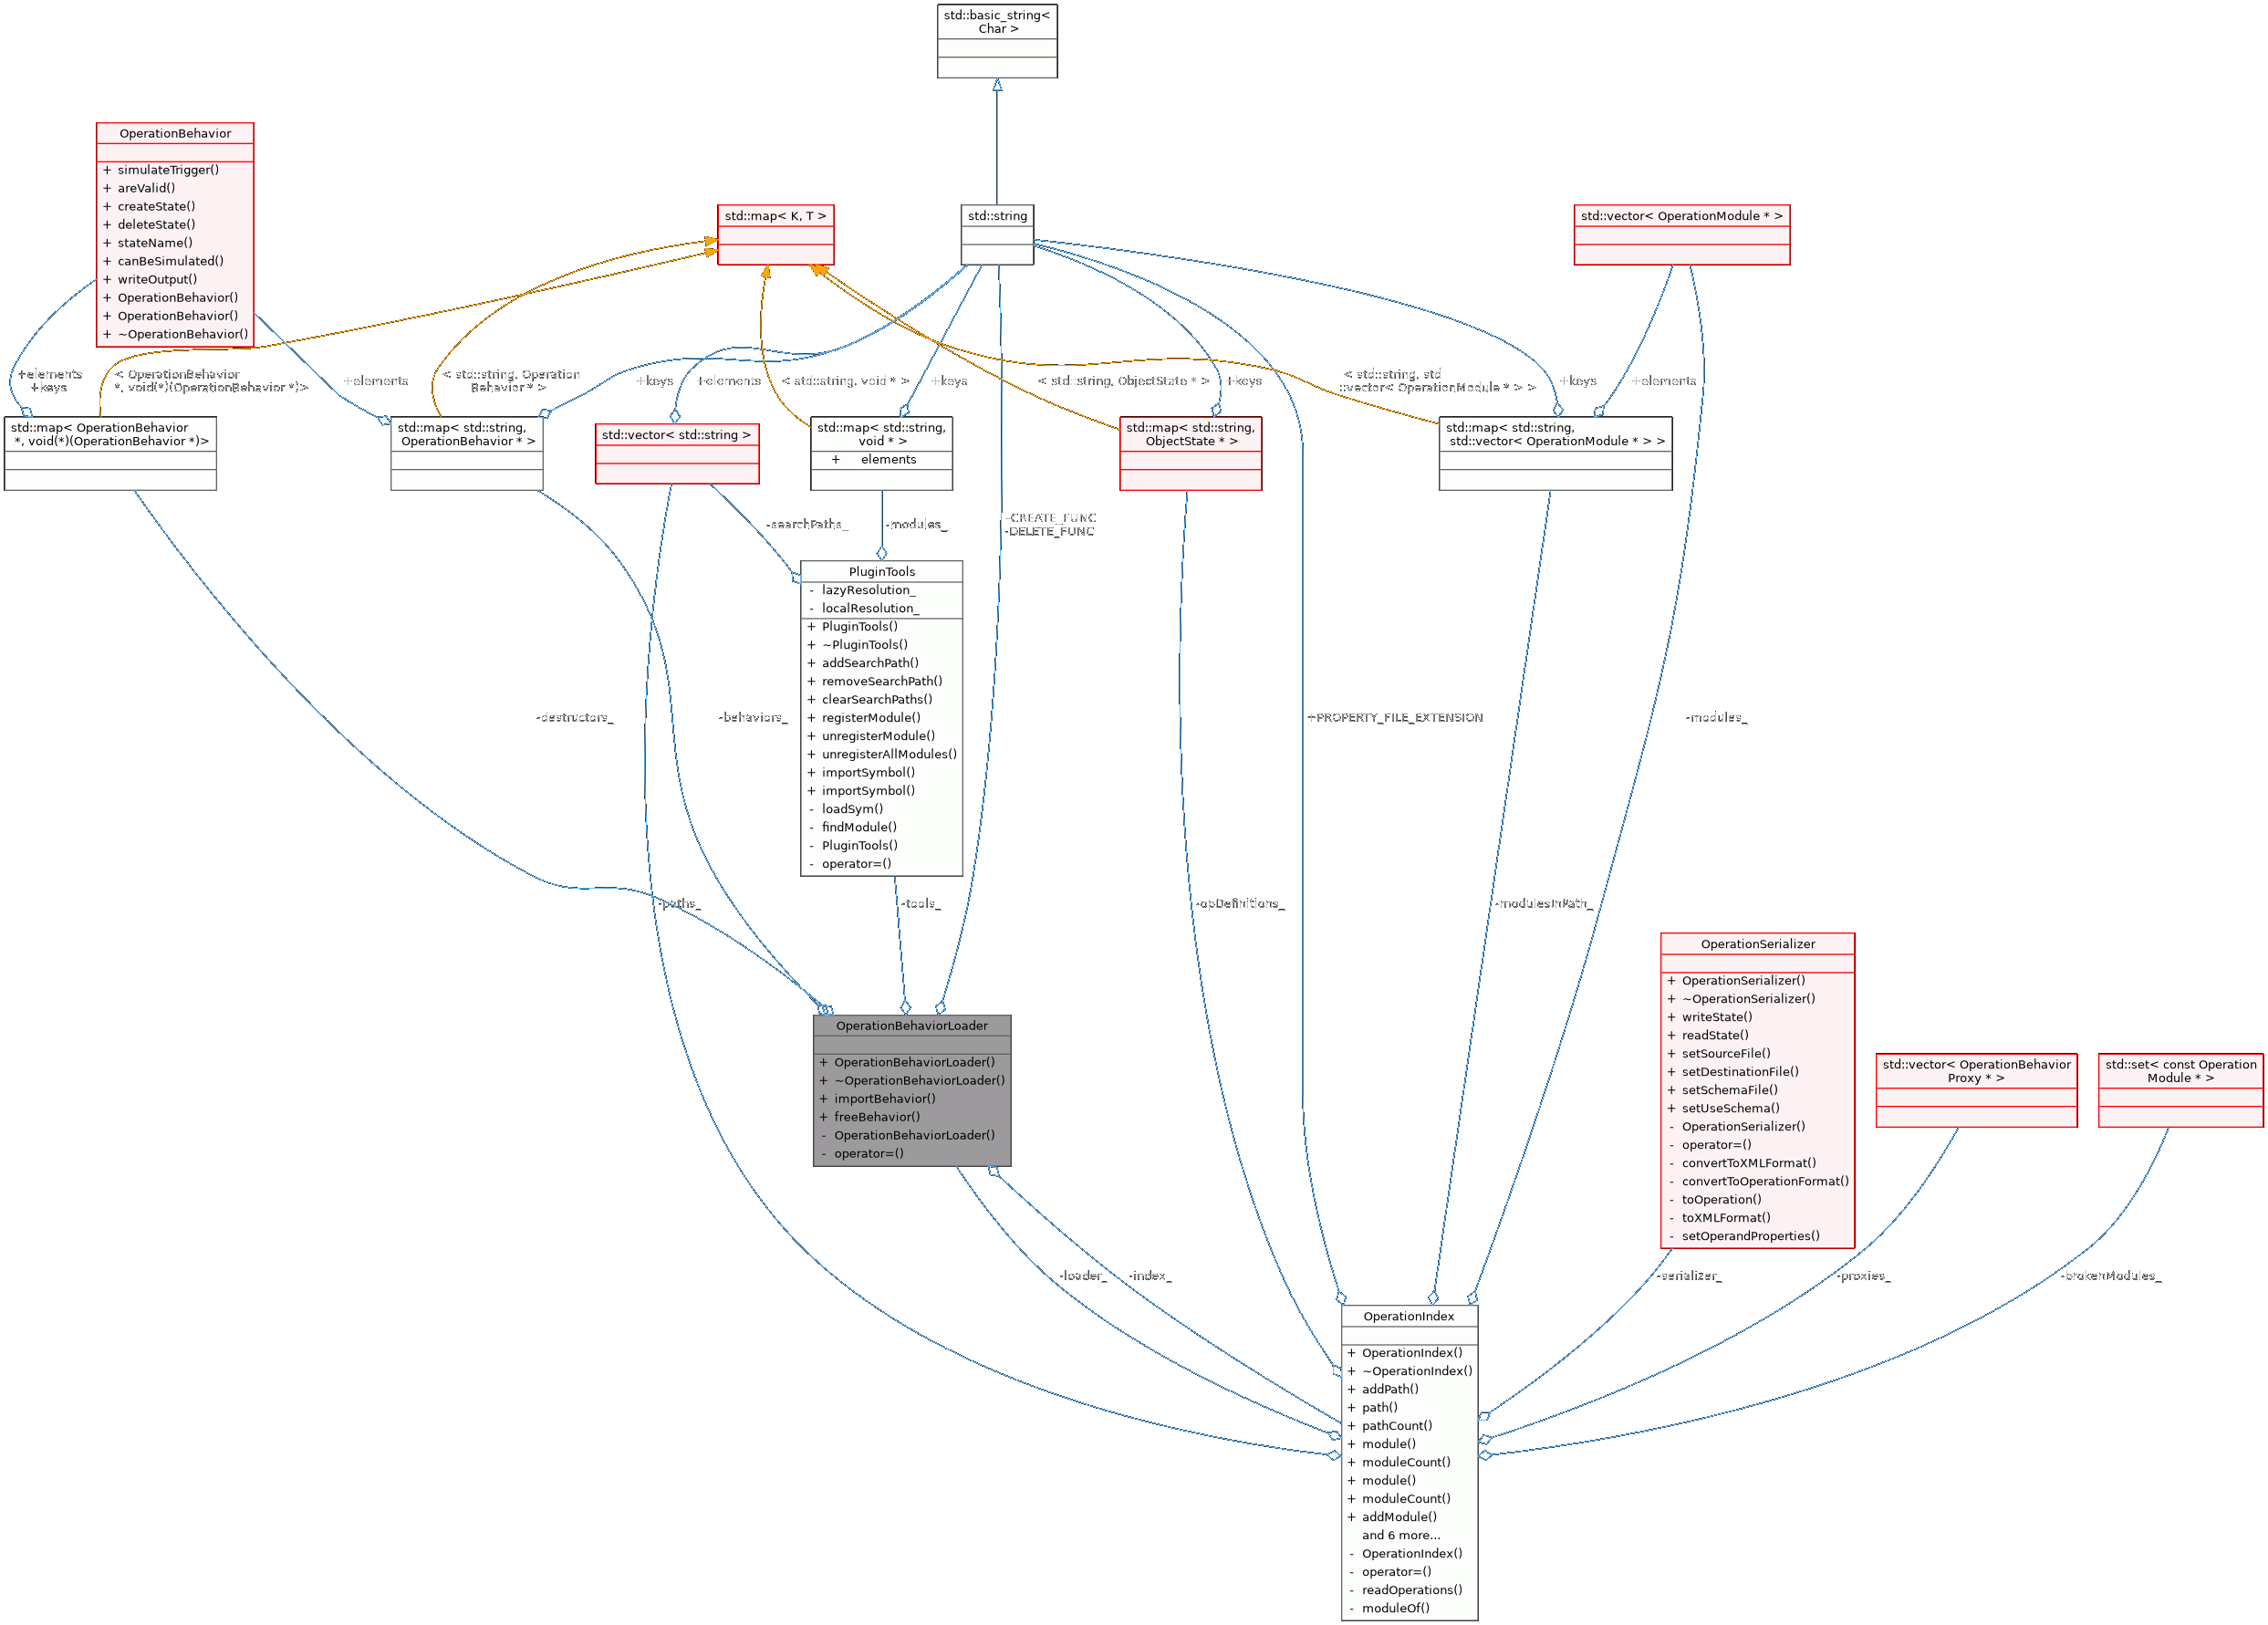 std::basic_string<
Char >
OperationBehavior
+ simulateTrigger()
+ areValid()
+ createState()
+ deleteState()
+ stateName()
+ canBeSimulated()
+ writeOutput()
+ OperationBehavior()
+ OperationBehavior()
+ ~OperationBehavior()
std::map< K, T >
std::string
std::vector< OperationModule * >
+elements
+keys
< OperationBehavior
*, void(*)(OperationBehavior *)>
+elements
< std::string, Operation
Behavior * >
+keys
+elements
< std::string, void * >
+keys
< std::string, ObjectState * >
+keys
< std::string, std
::vector< OperationModule * > >
+keys
+elements
std::map< OperationBehavior
*, void(*)(OperationBehavior *)>
std::map< std::string,
OperationBehavior * >
std::vector< std::string >
std::map< std::string,
void * >
+ elements
std::map< std::string,
ObjectState * >
std::map< std::string,
std::vector< OperationModule * > >
-searchPaths_
-modules_
-CREATE_FUNC
-DELETE_FUNC
PluginTools
- lazyResolution_
- localResolution_
+ PluginTools()
+ ~PluginTools()
+ addSearchPath()
+ removeSearchPath()
+ clearSearchPaths()
+ registerModule()
+ unregisterModule()
+ unregisterAllModules()
+ importSymbol()
+ importSymbol()
- loadSym()
- findModule()
- PluginTools()
- operator=()
-destructors_
-behaviors_
+PROPERTY_FILE_EXTENSION
-modules_
-paths_
-tools_
-opDefinitions_
-modulesInPath_
OperationSerializer
+ OperationSerializer()
+ ~OperationSerializer()
+ writeState()
+ readState()
+ setSourceFile()
+ setDestinationFile()
+ setSchemaFile()
+ setUseSchema()
- OperationSerializer()
- operator=()
- convertToXMLFormat()
- convertToOperationFormat()
- toOperation()
- toXMLFormat()
- setOperandProperties()
OperationBehaviorLoader
+ OperationBehaviorLoader()
+ ~OperationBehaviorLoader()
+ importBehavior()
+ freeBehavior()
- OperationBehaviorLoader()
- operator=()
std::vector< OperationBehavior
Proxy * >
std::set< const Operation
Module * >
-loader_
-index_
-serializer_
-proxies_
-brokenModules_
OperationIndex
+ OperationIndex()
+ ~OperationIndex()
+ addPath()
+ path()
+ pathCount()
+ module()
+ moduleCount()
+ module()
+ moduleCount()
+ addModule()
and 6 more...
- OperationIndex()
- operator=()
- readOperations()
- moduleOf()